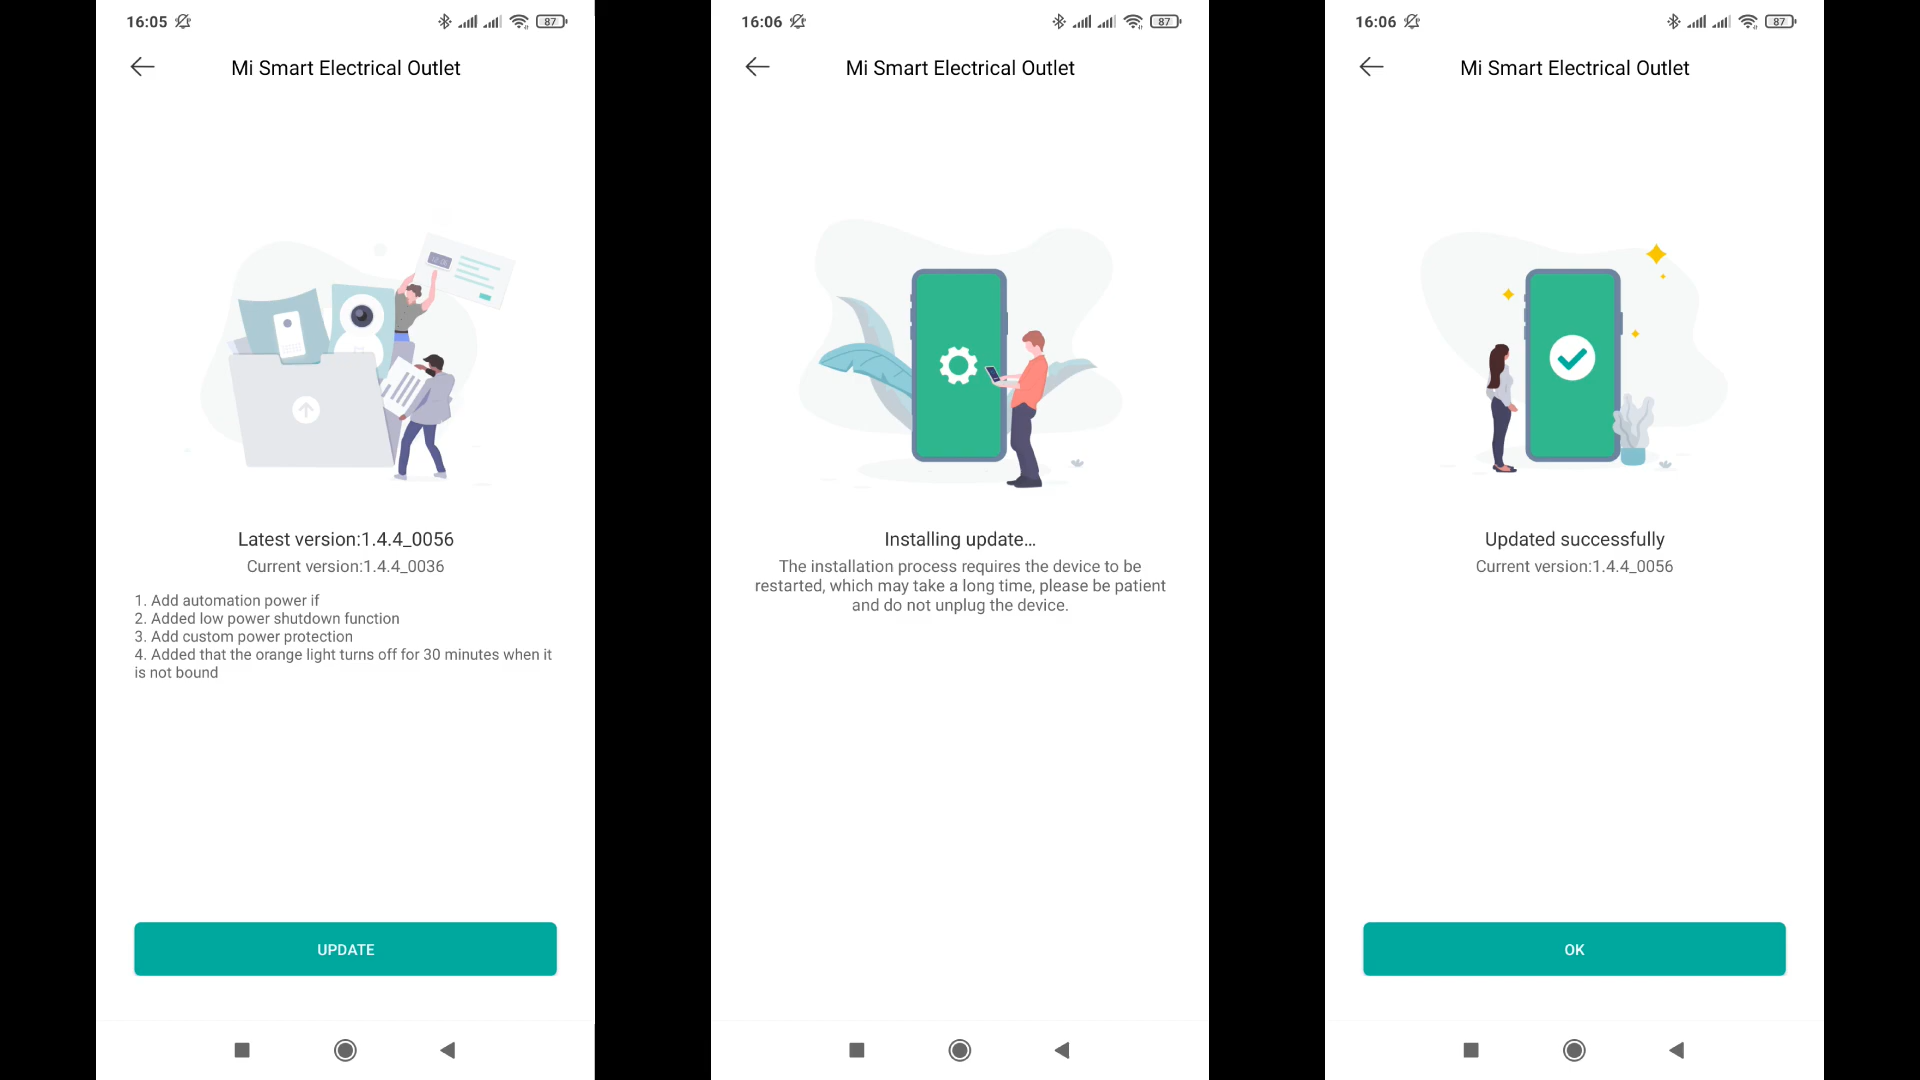 16:05
87
Mi Smart Electrical Outlet
Latest version:1.4.4_0056
Current version:1.4.4_0036
1. Add automation power if
2. Added low power shutdown function
3. Add custom power protection
4. Added that the orange light turns off for 30 minutes when it
is not bound
UPDATE
16:06
87
Mi Smart Electrical Outlet
Installing update...
The installation process requires the device to be
restarted, which may take a long time, please be patient
and do not unplug the device.
16:06
87
Mi Smart Electrical Outlet
Updated successfully
Current version:1.4.4_0056
OK